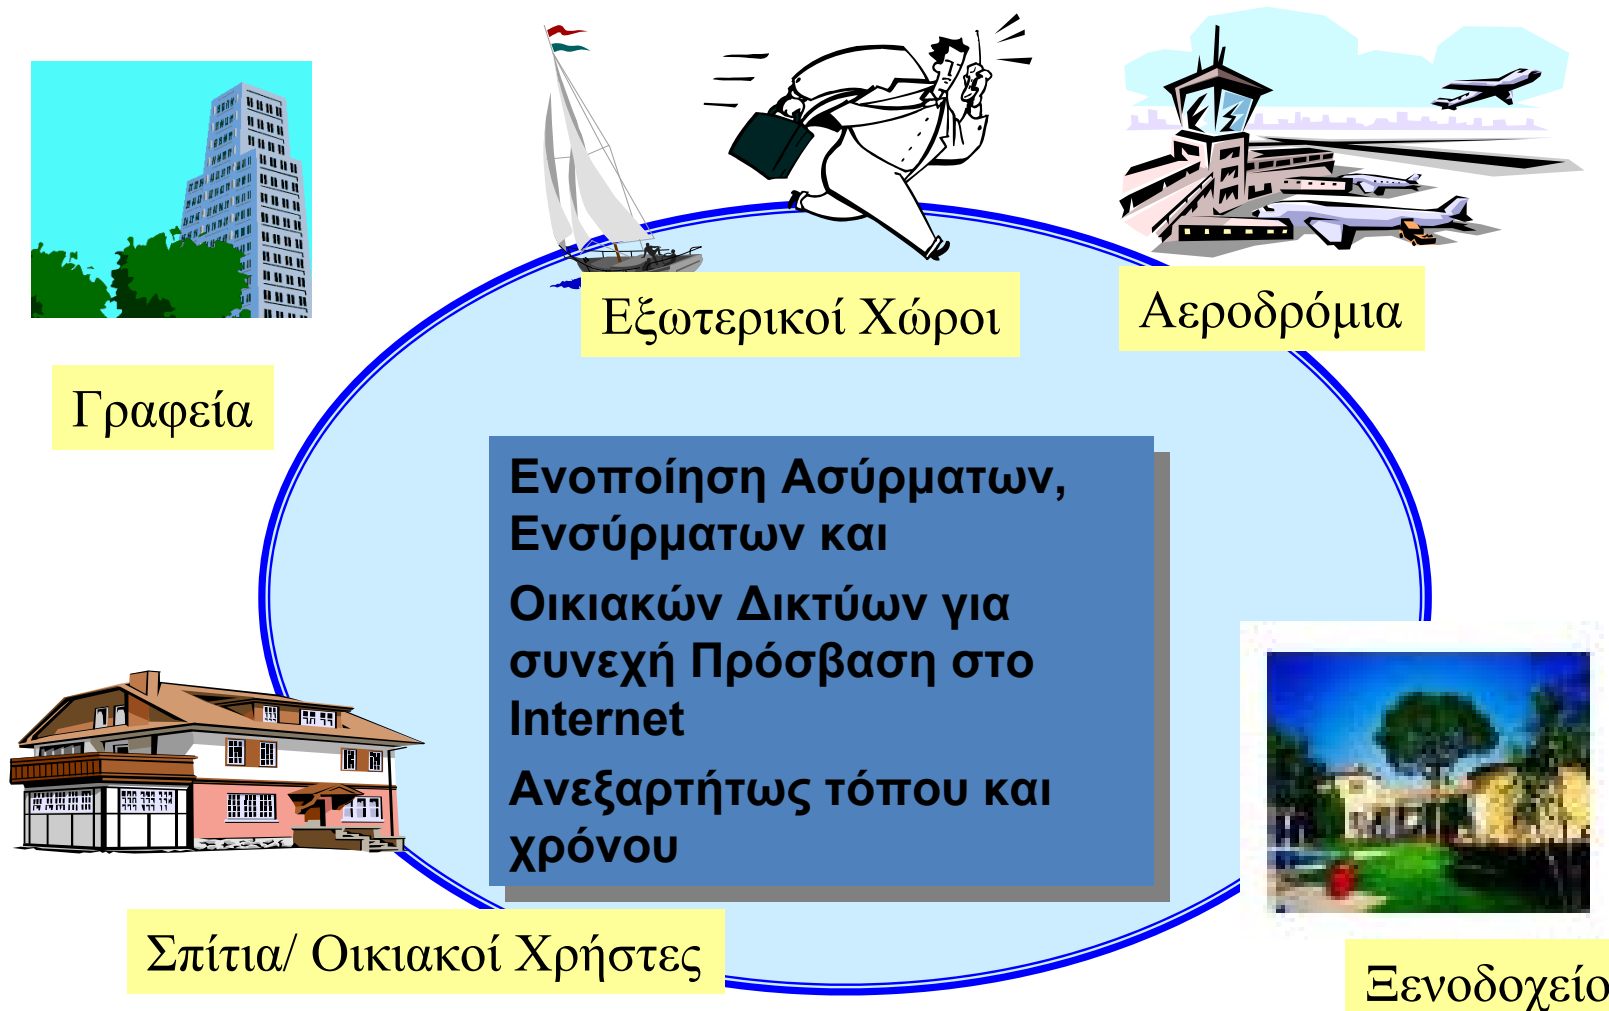 Εξωτερικοί Χώροι
Αεροδρόμια
Γραφεία
Ενοποίηση Ασύρματων,
Ενσύρματων και
Οικιακών Δικτύων για
συνεχή Πρόσβαση στο
Internet
Ανεξαρτήτως τόπου και
χρόνου
Σπίτια/ Οικιακοί Χρήστες
Ξενοδοχείο